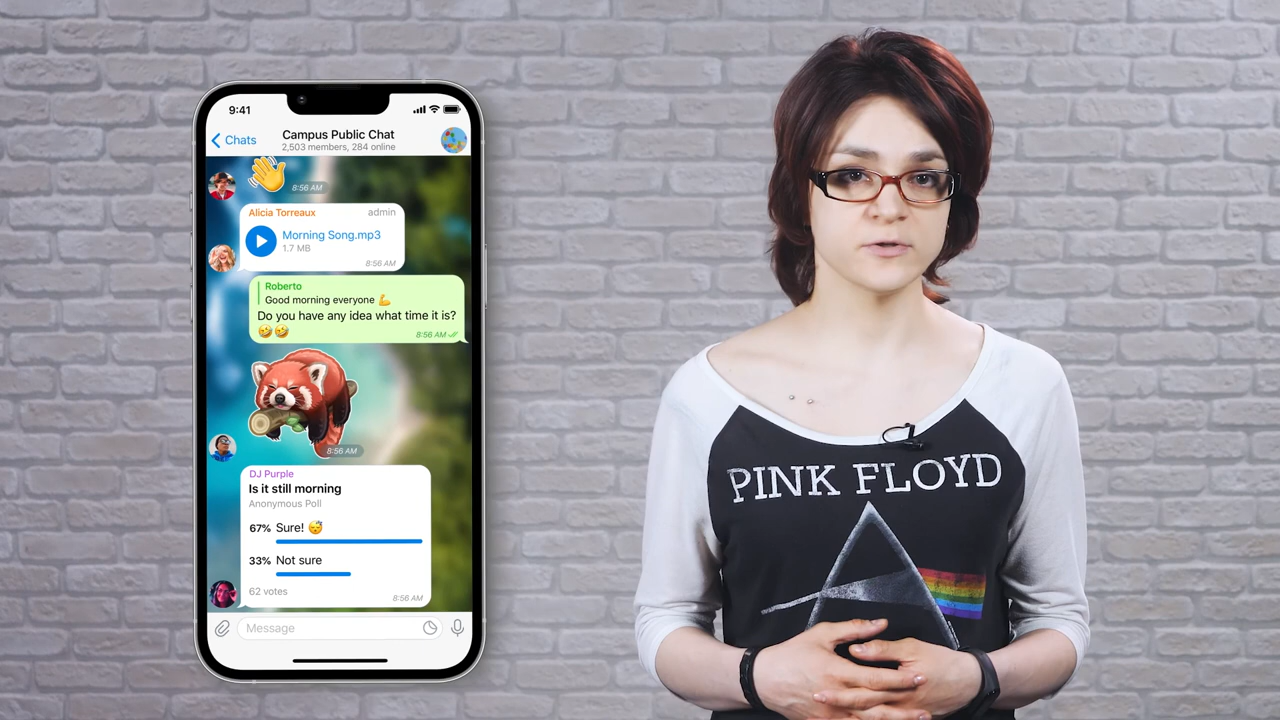 9:41
Chats
Campus Public Chat
2,503 members, 284 online
8:56 AM
Alicia Torreaux admin
Morning Song.mp3
1.7 MB
8:56 AM
Roberto
Good morning everyone 💪
Do you have any idea what time it is?
🤣🤣
8:56 AM
8:56 AM
DJ Purple
Is it still morning
Anonymous Poll
67% Sure! 😴
33% Not sure
62 votes
8:56 AM
Message
PINK FLOYD